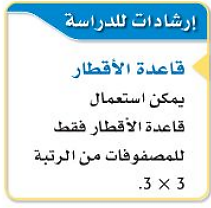 إرشادات للدراسة
قاعدة الأقطار
يمكن استعمال
قاعدة الأقطار فقط
للمصفوفات من الرتبة
3 × 3.